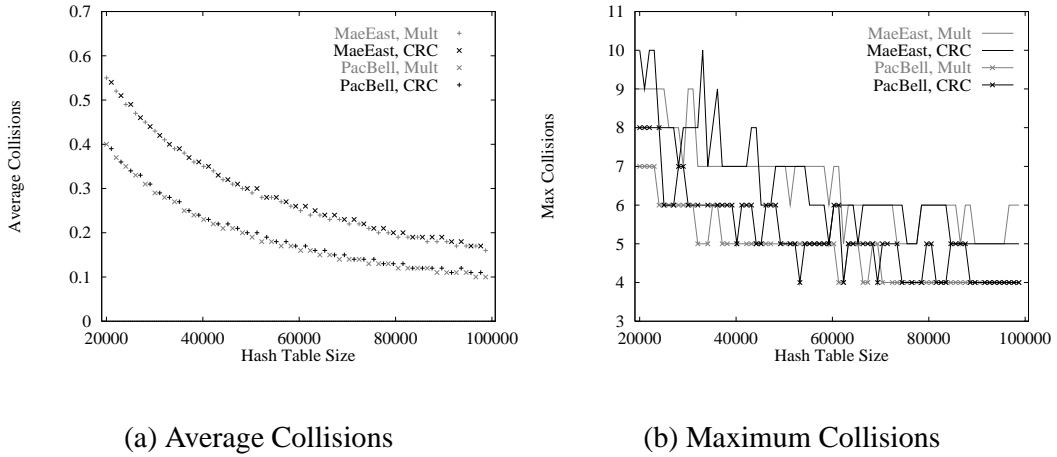 0.7
0.6
0.5
0.4
0.3
0.2
0.1
0
20000 40000 60000 80000 100000
Average Collisions
Hash Table Size
MaeEast, Mult
MaeEast, CRC
PacBell, Mult
PacBell, CRC
(a) Average Collisions
11
10
9
8
7
6
5
4
3
20000 40000 60000 80000 100000
Max Collisions
Hash Table Size
MaeEast, Mult
MaeEast, CRC
PacBell, Mult
PacBell, CRC
(b) Maximum Collisions